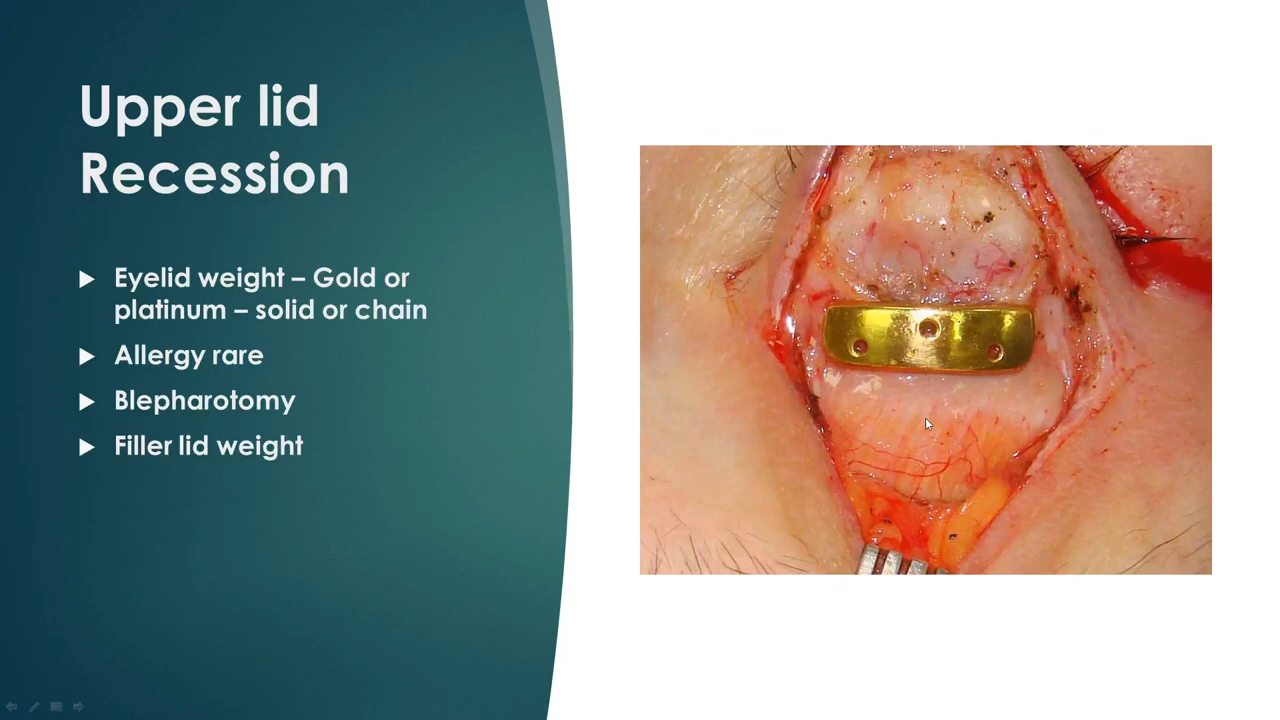 Upper lid
Recession
Eyelid weight – Gold or
platinum – solid or chain
Allergy rare
Blepharotomy
Filler lid weight